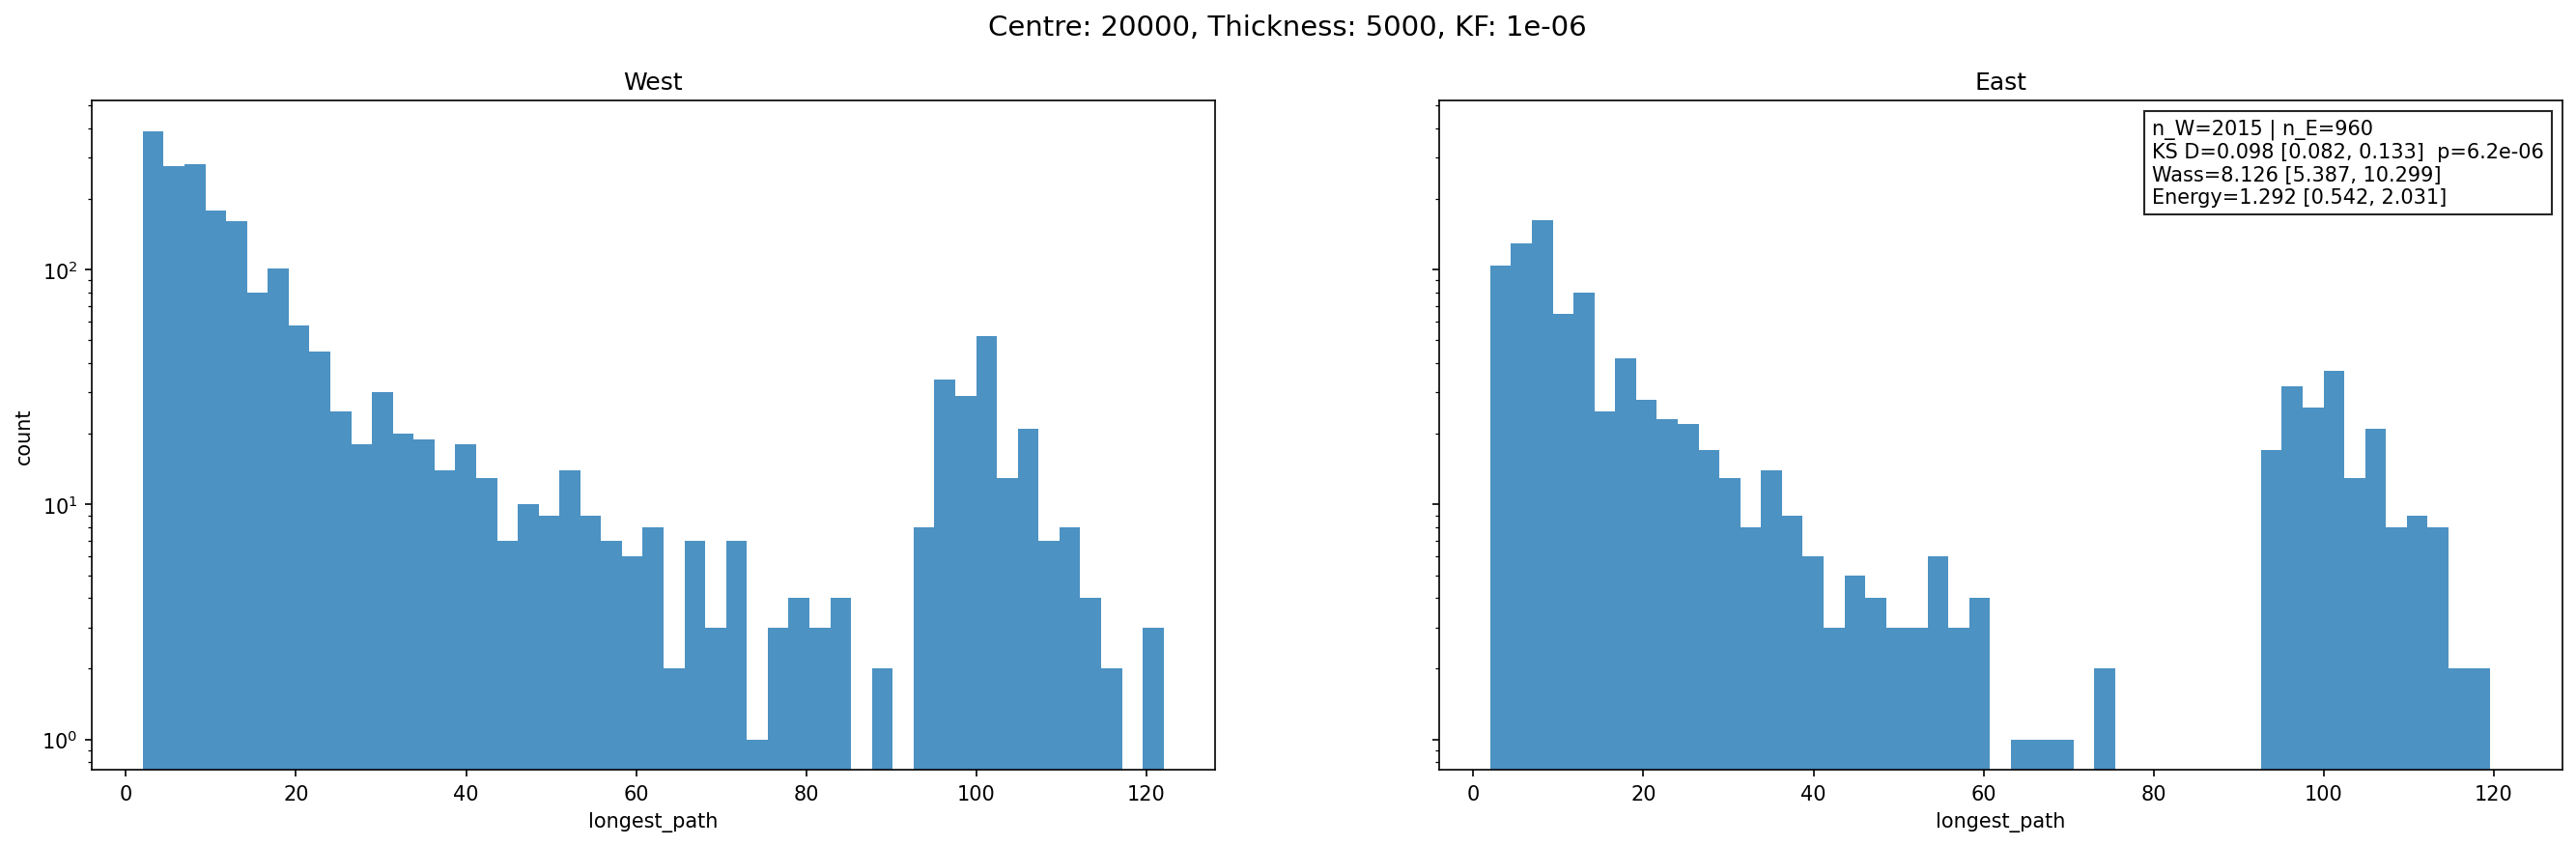 Centre: 20000, Thickness: 5000, KF: 1e-06
West
East
n_W=2015 | n_E=960
KS D=0.098 [0.082, 0.133]  p=6.2e-06
Wass=8.126 [5.387, 10.299]
Energy=1.292 [0.542, 2.031]
10²
10¹
10⁰
count
0 20 40 60 80 100 120
longest_path
0 20 40 60 80 100 120
longest_path